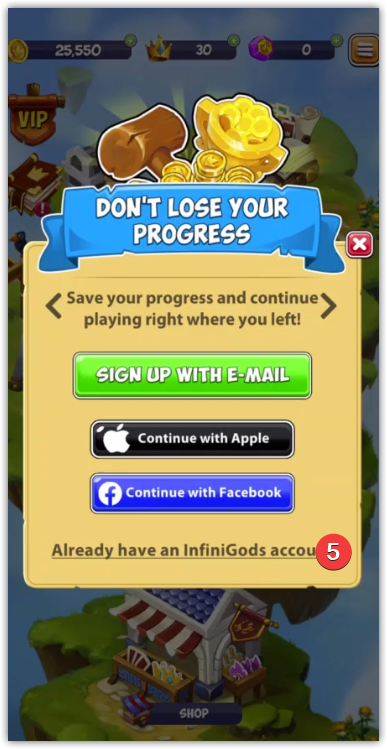 25,550
30
0
VIP
DON'T LOSE YOUR
PROGRESS
Save your progress and continue
playing right where you left!
SIGN UP WITH E-MAIL
Continue with Apple
Continue with Facebook
Already have an InfiniGods accou
5
SHOP